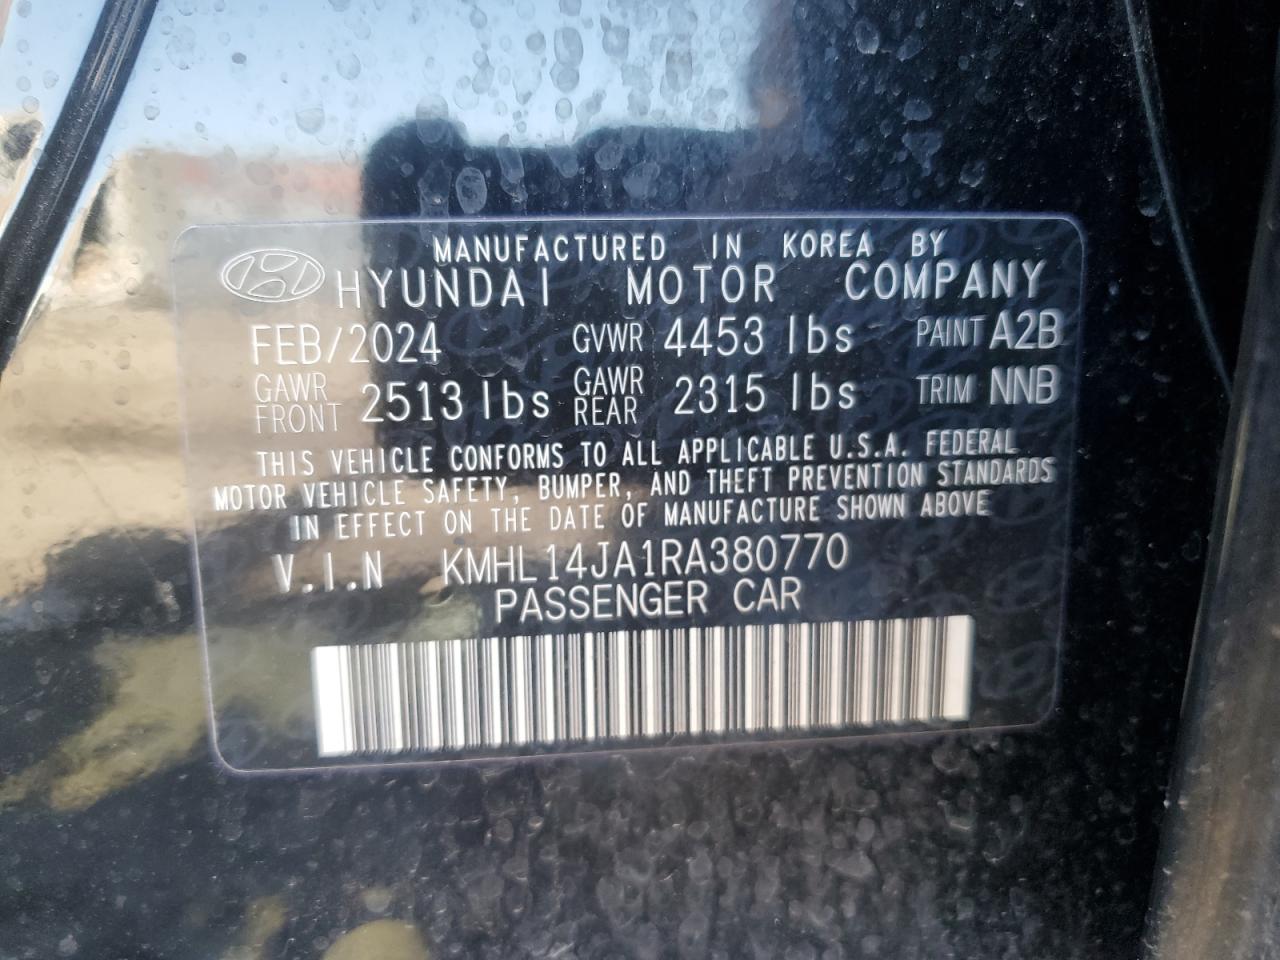 MANUFACTURED IN KOREA BY
HYUNDAI MOTOR COMPANY
FEB/2024 GVWR 4453 lbs PAINT A2B
GAWR FRONT 2513 lbs GAWR REAR 2315 lbs TRIM NNB
THIS VEHICLE CONFORMS TO ALL APPLICABLE U.S.A. FEDERAL
MOTOR VEHICLE SAFETY, BUMPER, AND THEFT PREVENTION STANDARDS
IN EFFECT ON THE DATE OF MANUFACTURE SHOWN ABOVE
V.I.N KMHL14JA1RA380770
PASSENGER CAR